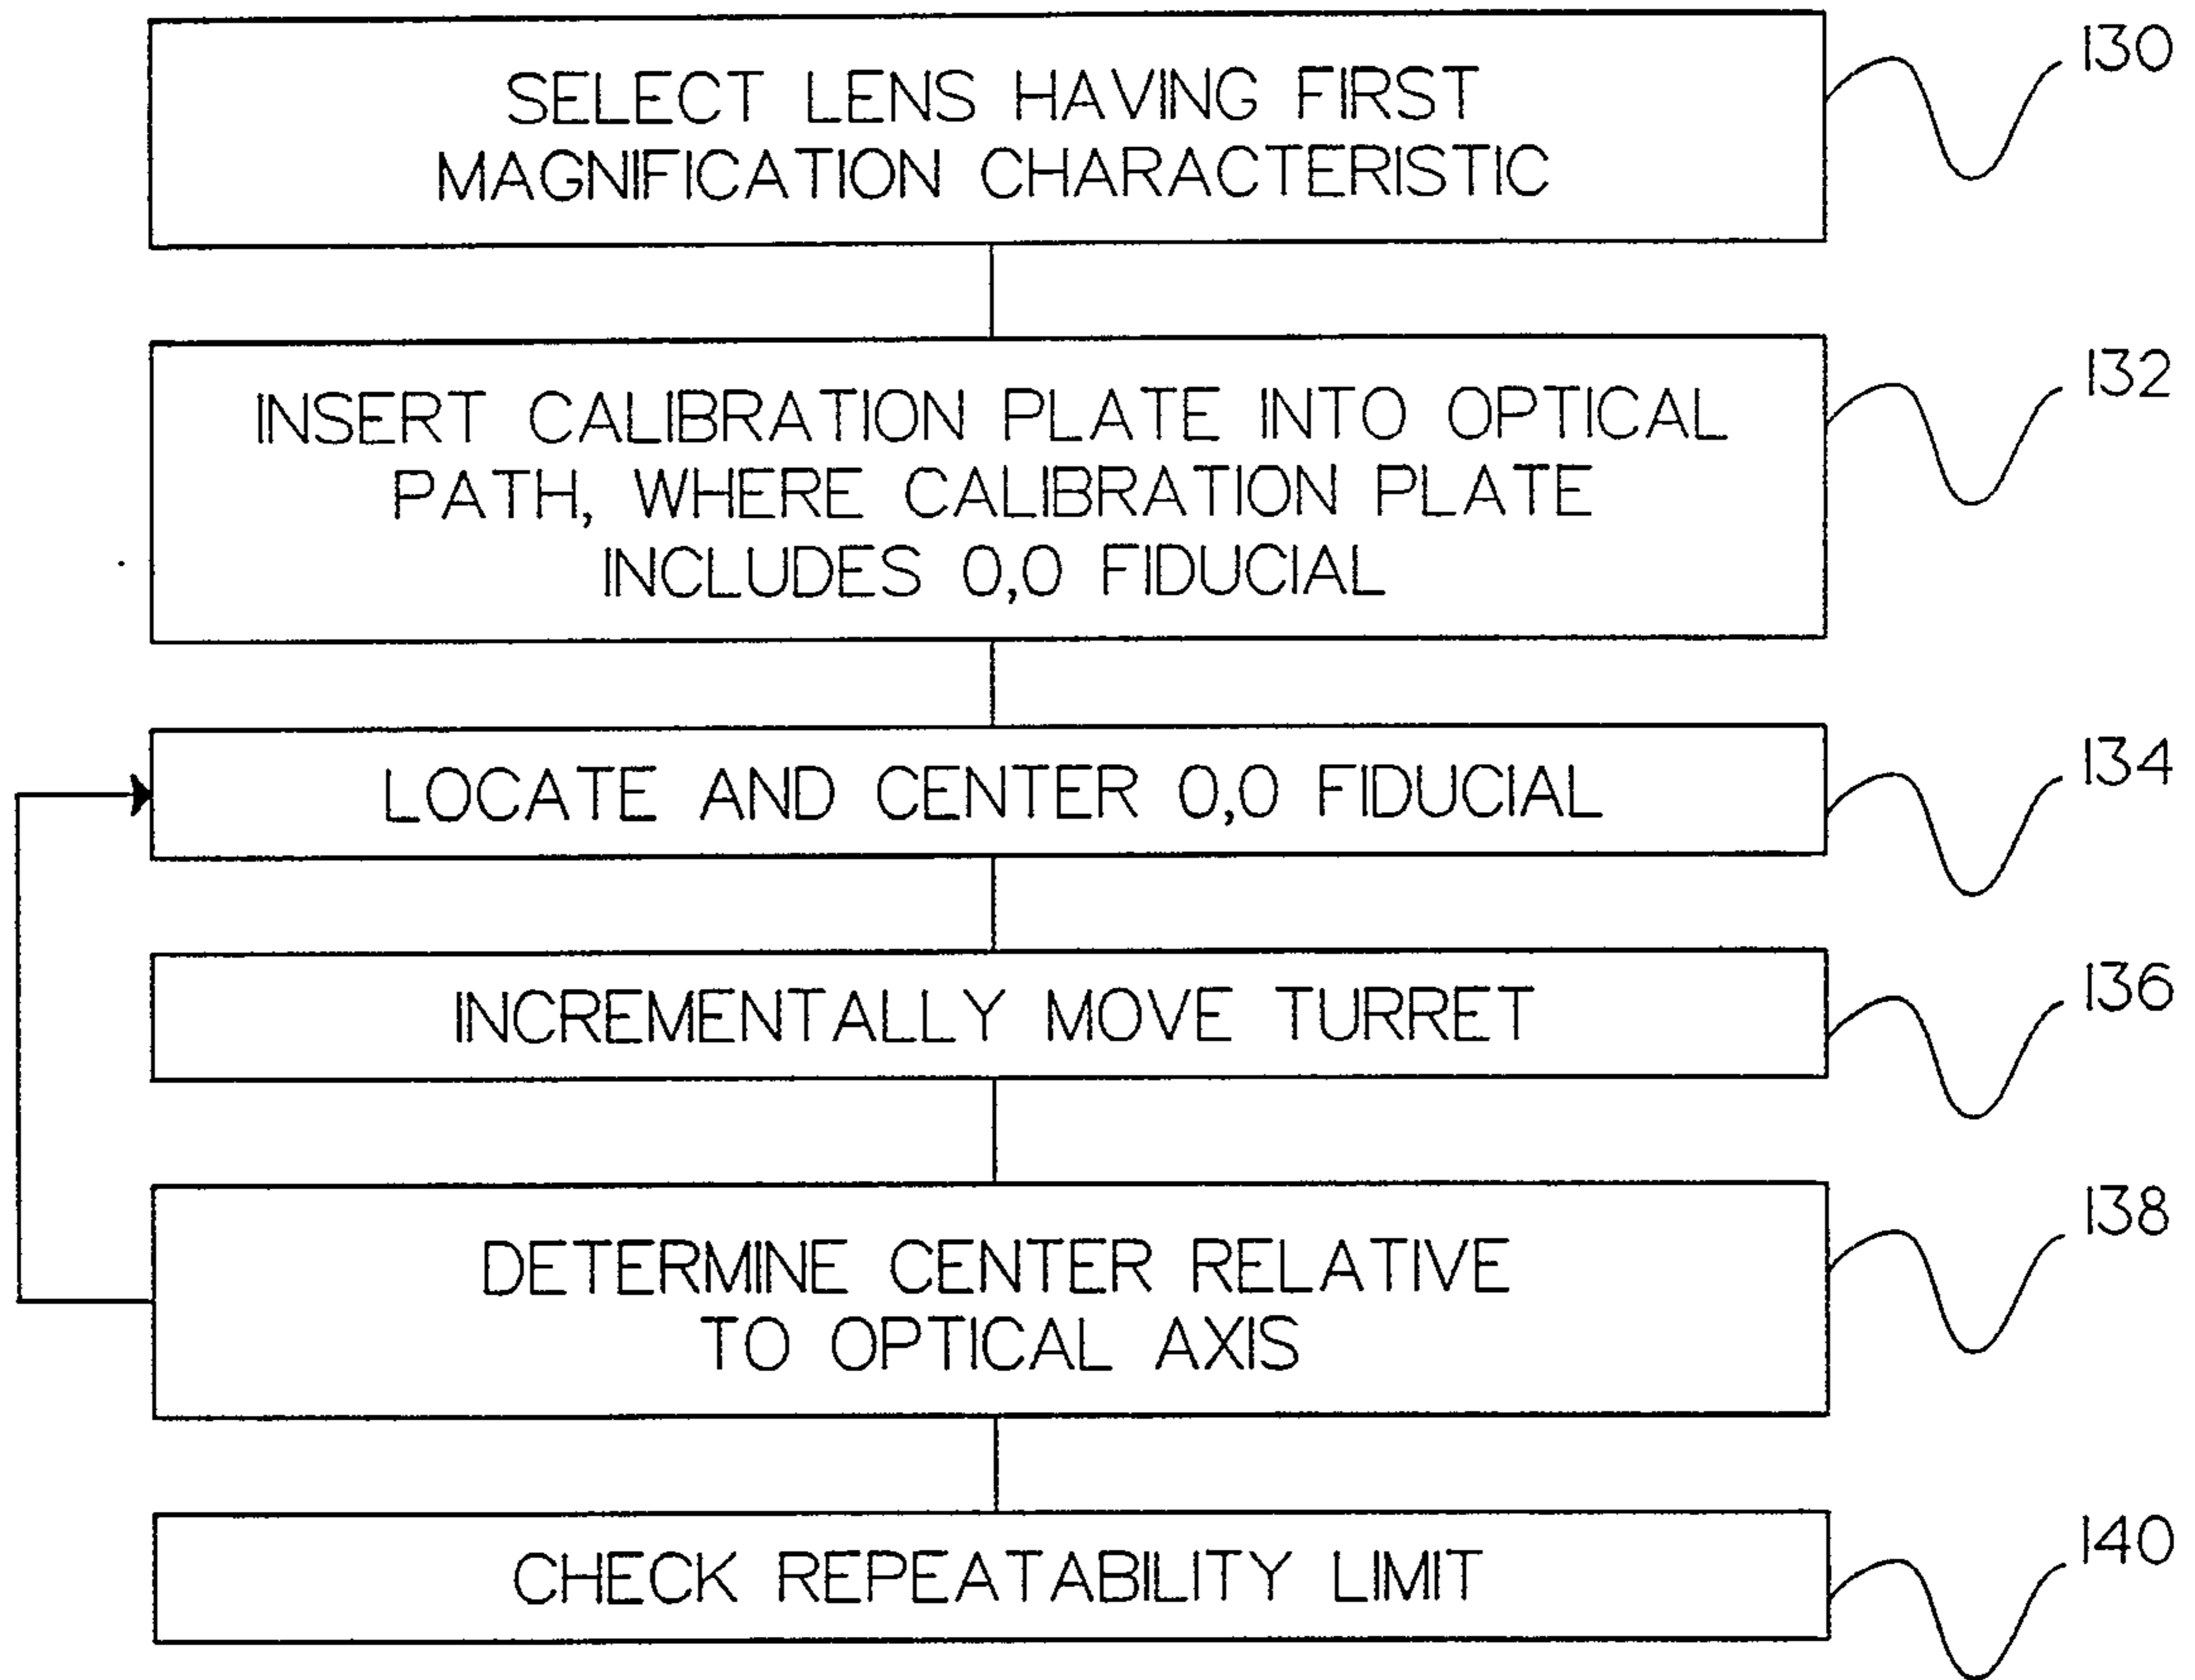 SELECT LENS HAVING FIRST
MAGNIFICATION CHARACTERISTIC
130
INSERT CALIBRATION PLATE INTO OPTICAL
PATH, WHERE CALIBRATION PLATE
INCLUDES 0,0 FIDUCIAL
132
LOCATE AND CENTER 0,0 FIDUCIAL
134
INCREMENTALLY MOVE TURRET
136
DETERMINE CENTER RELATIVE
TO OPTICAL AXIS
138
CHECK REPEATABILITY LIMIT
140